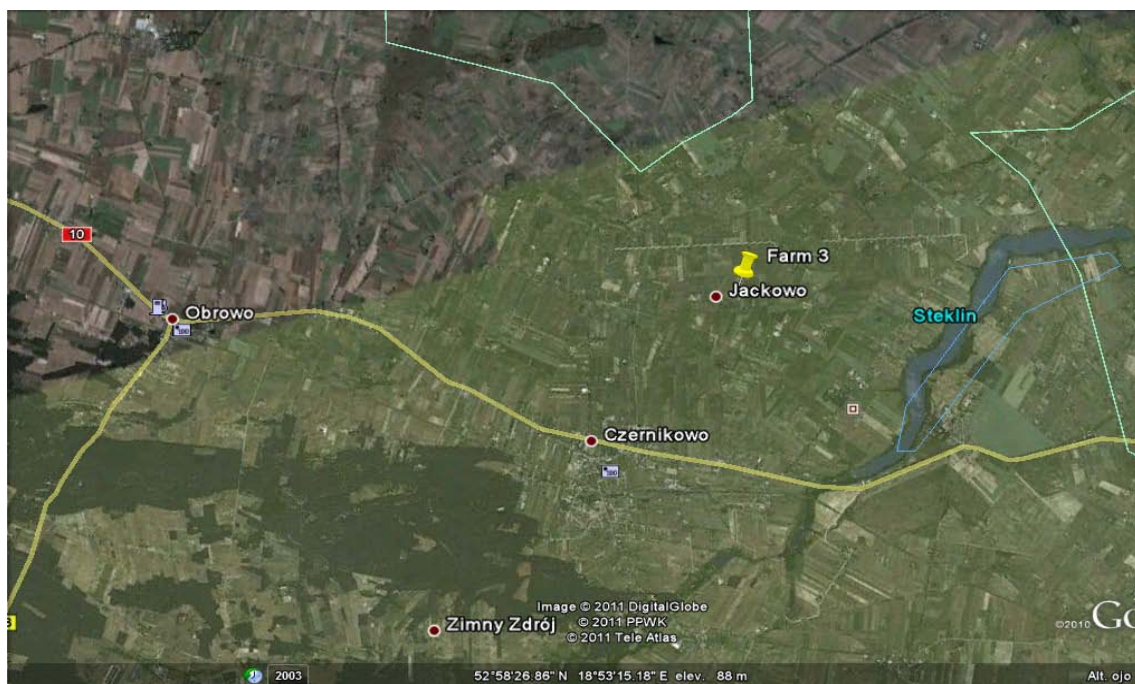 10
Farm 3
Jackowo
Obrowo
Steklin
Czernikowo
Zimny Zdrój
Image © 2011 DigitalGlobe
© 2011 PPWK
© 2011 Tele Atlas
©2010 Go
2003
52°58'26.86" N 18°53'15.18" E elev. 88 m
Alt. ojo